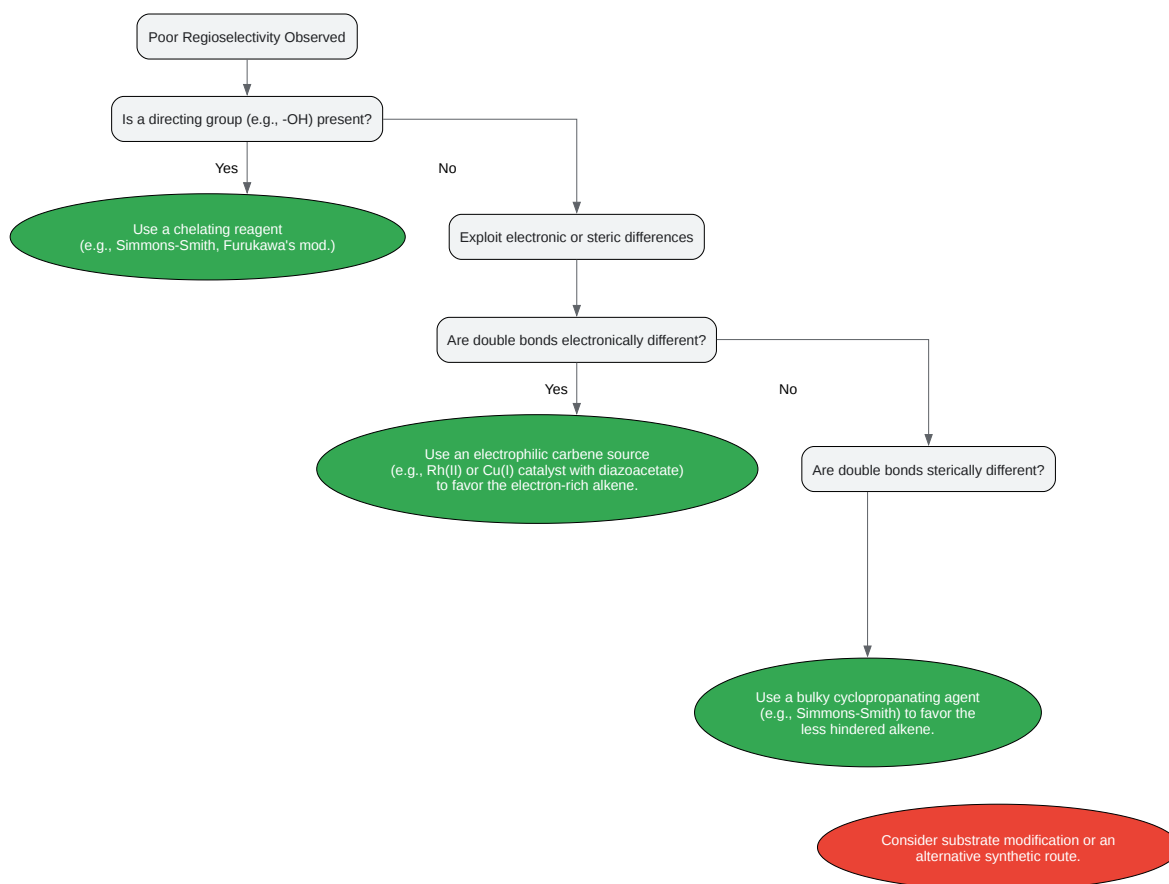 Poor Regioselectivity Observed
Is a directing group (e.g., -OH) present?
Yes
No
Use a chelating reagent
(e.g., Simmons-Smith, Furukawa's mod.)
Exploit electronic or steric differences
Are double bonds electronically different?
Yes
No
Use an electrophilic carbene source
(e.g., Rh(II) or Cu(I) catalyst with diazoacetate)
to favor the electron-rich alkene.
Are double bonds sterically different?
Use a bulky cyclopropanating agent
(e.g., Simmons-Smith) to favor the
less hindered alkene.
Consider substrate modification or an
alternative synthetic route.